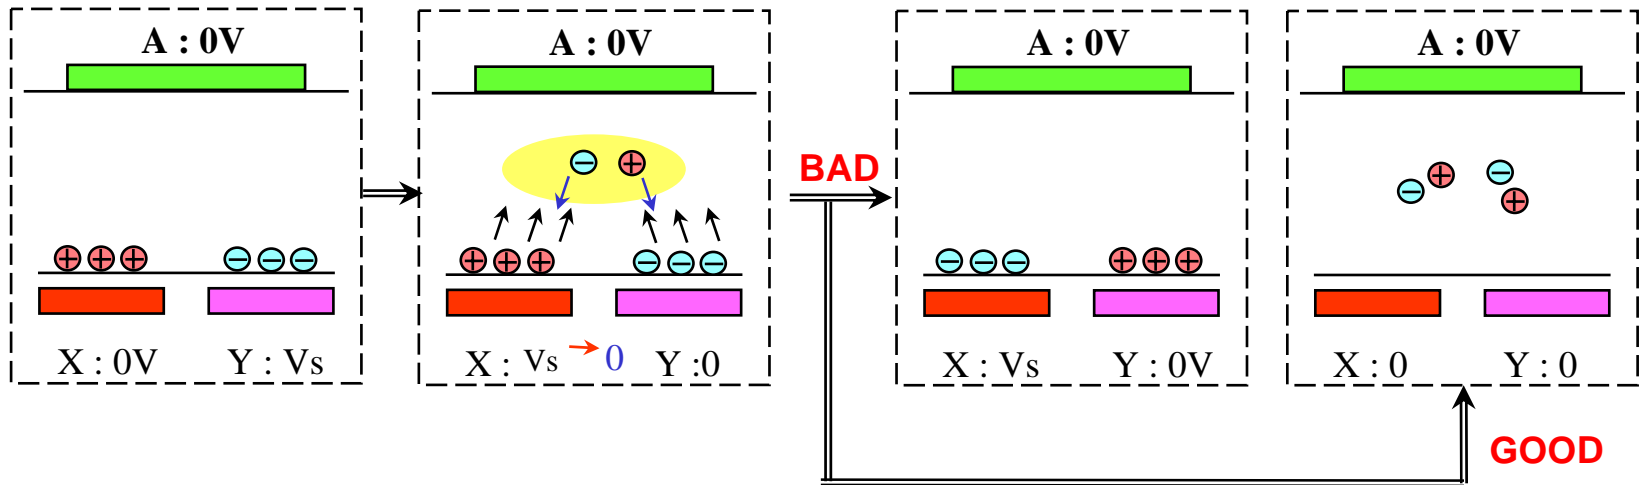 A : 0V
X : 0V Y : Vs
A : 0V
X : Vs → 0 Y :0
BAD
A : 0V
X : Vs Y : 0V
A : 0V
X : 0 Y : 0
GOOD